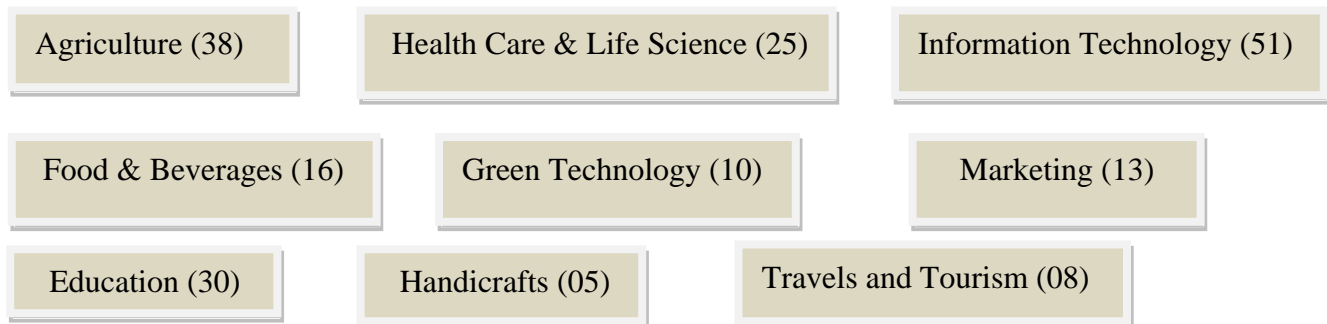 Agriculture (38)
Health Care & Life Science (25)
Information Technology (51)
Food & Beverages (16)
Green Technology (10)
Marketing (13)
Education (30)
Handicrafts (05)
Travels and Tourism (08)